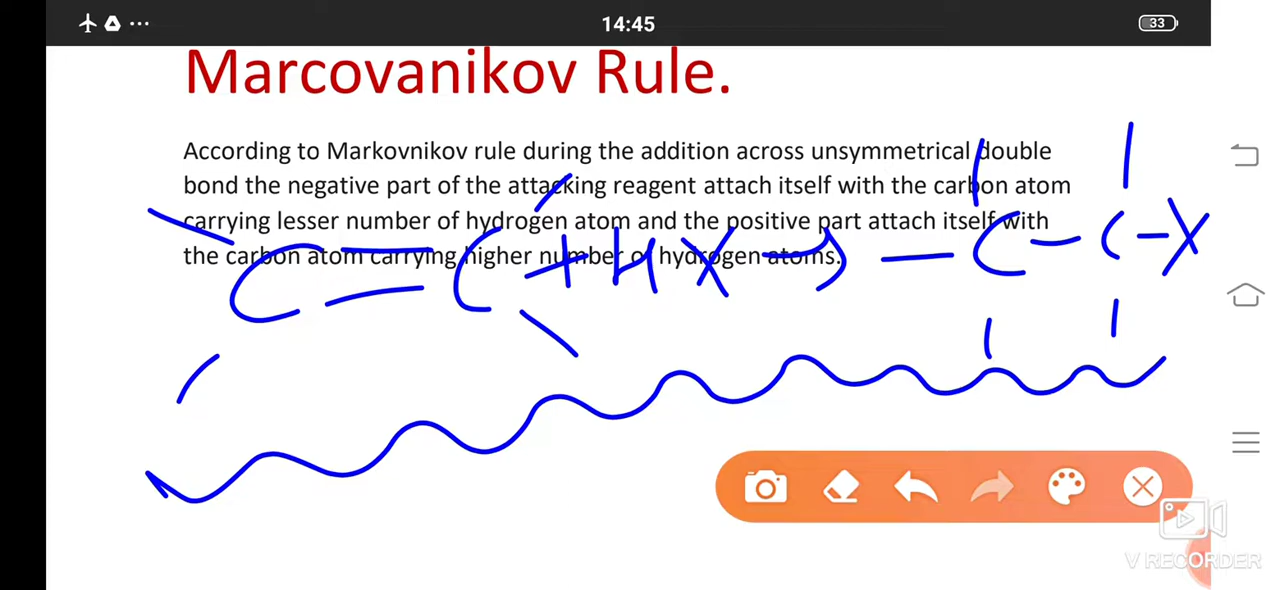 14:45
33
Marcovanikov Rule.
According to Markovnikov rule during the addition across unsymmetrical double
bond the negative part of the attacking reagent attach itself with the carbon atom
carrying lesser number of hydrogen atom and the positive part attach itself with
the carbon atom carrying higher number of hydrogen atoms.
C = C + HX → - C - C - X
V RECORDER